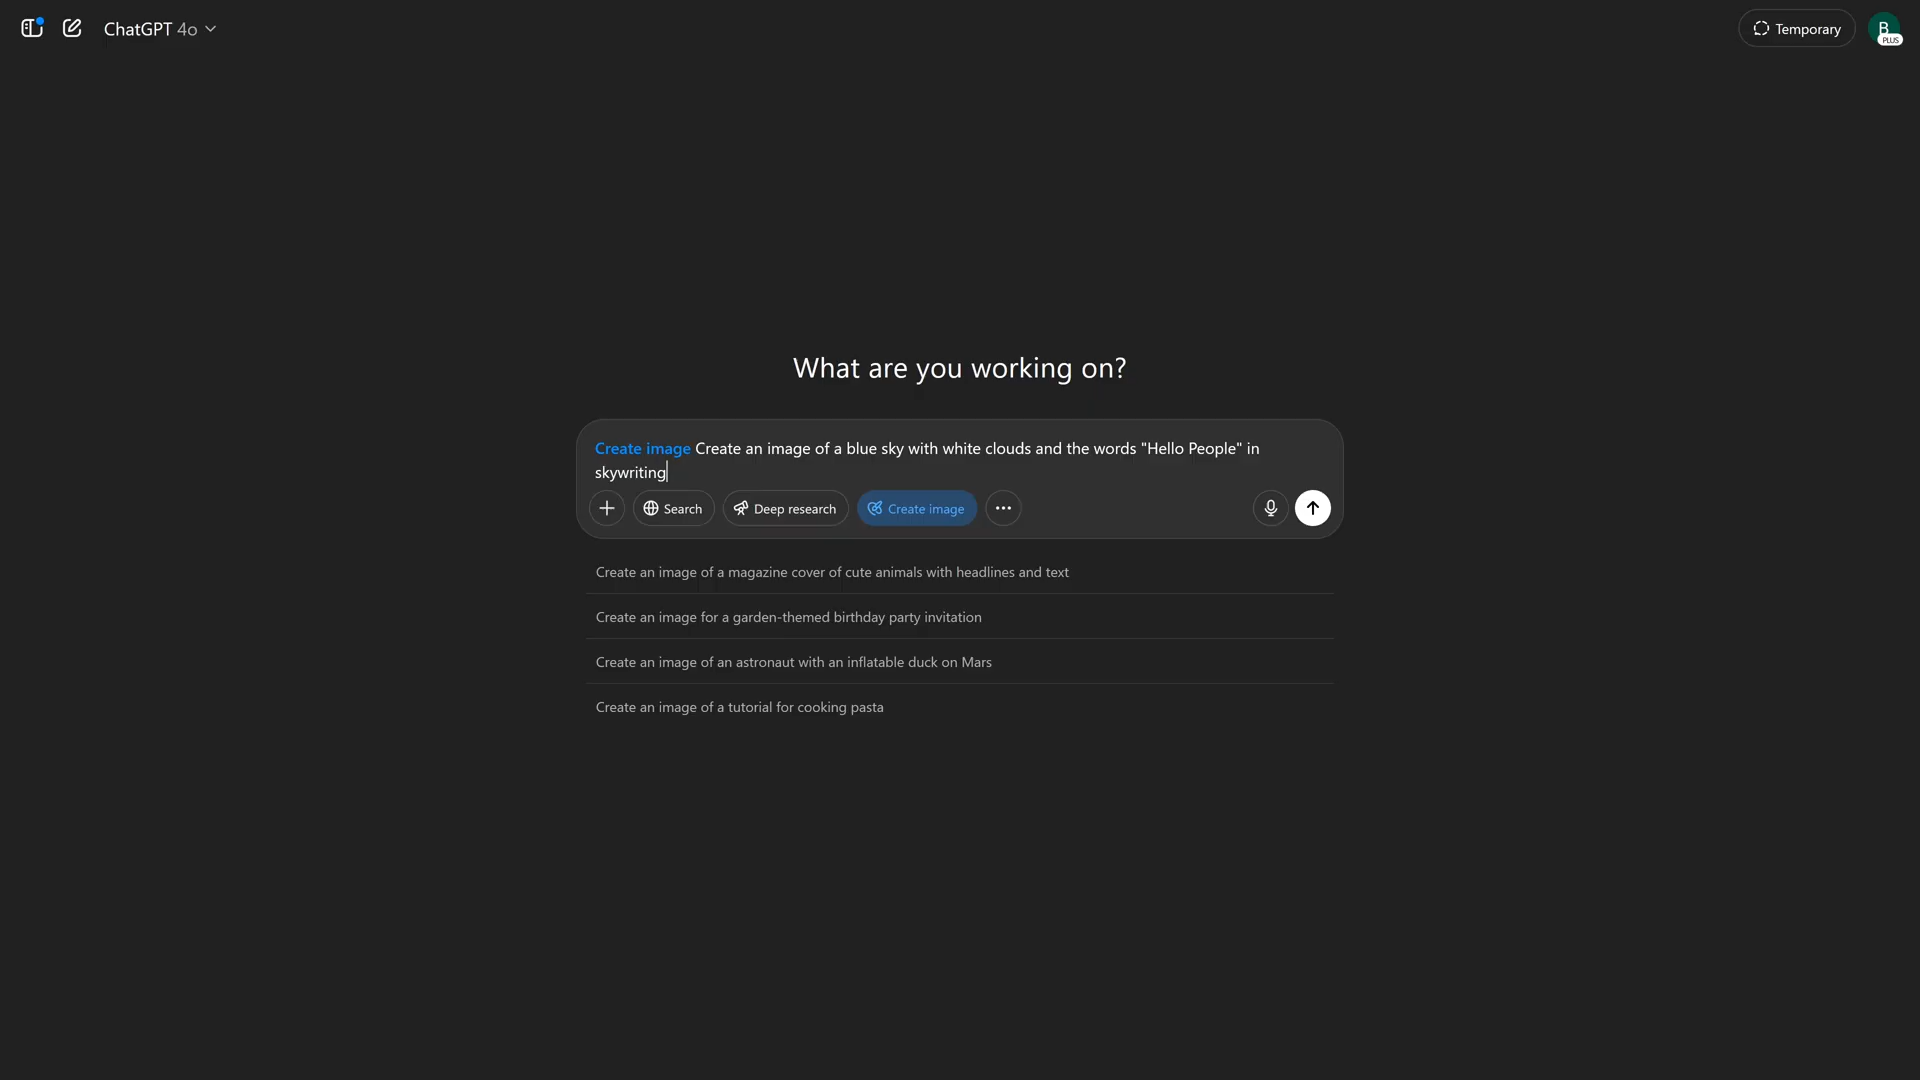 ChatGPT 4o
Temporary
B
PLUS
What are you working on?
Create image Create an image of a blue sky with white clouds and the words "Hello People" in
skywriting
Search
Deep research
Create image
Create an image of a magazine cover of cute animals with headlines and text
Create an image for a garden-themed birthday party invitation
Create an image of an astronaut with an inflatable duck on Mars
Create an image of a tutorial for cooking pasta